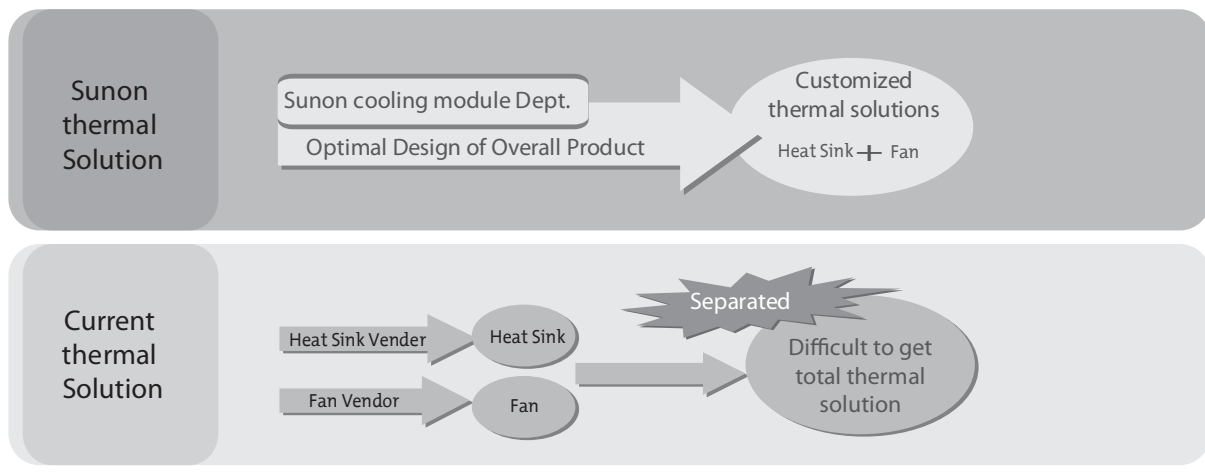 Sunon
thermal
Solution
Sunon cooling module Dept.
Optimal Design of Overall Product
Customized
thermal solutions
Heat Sink + Fan
Current
thermal
Solution
Heat Sink Vender
Heat Sink
Fan Vendor
Fan
Separated
Difficult to get
total thermal
solution